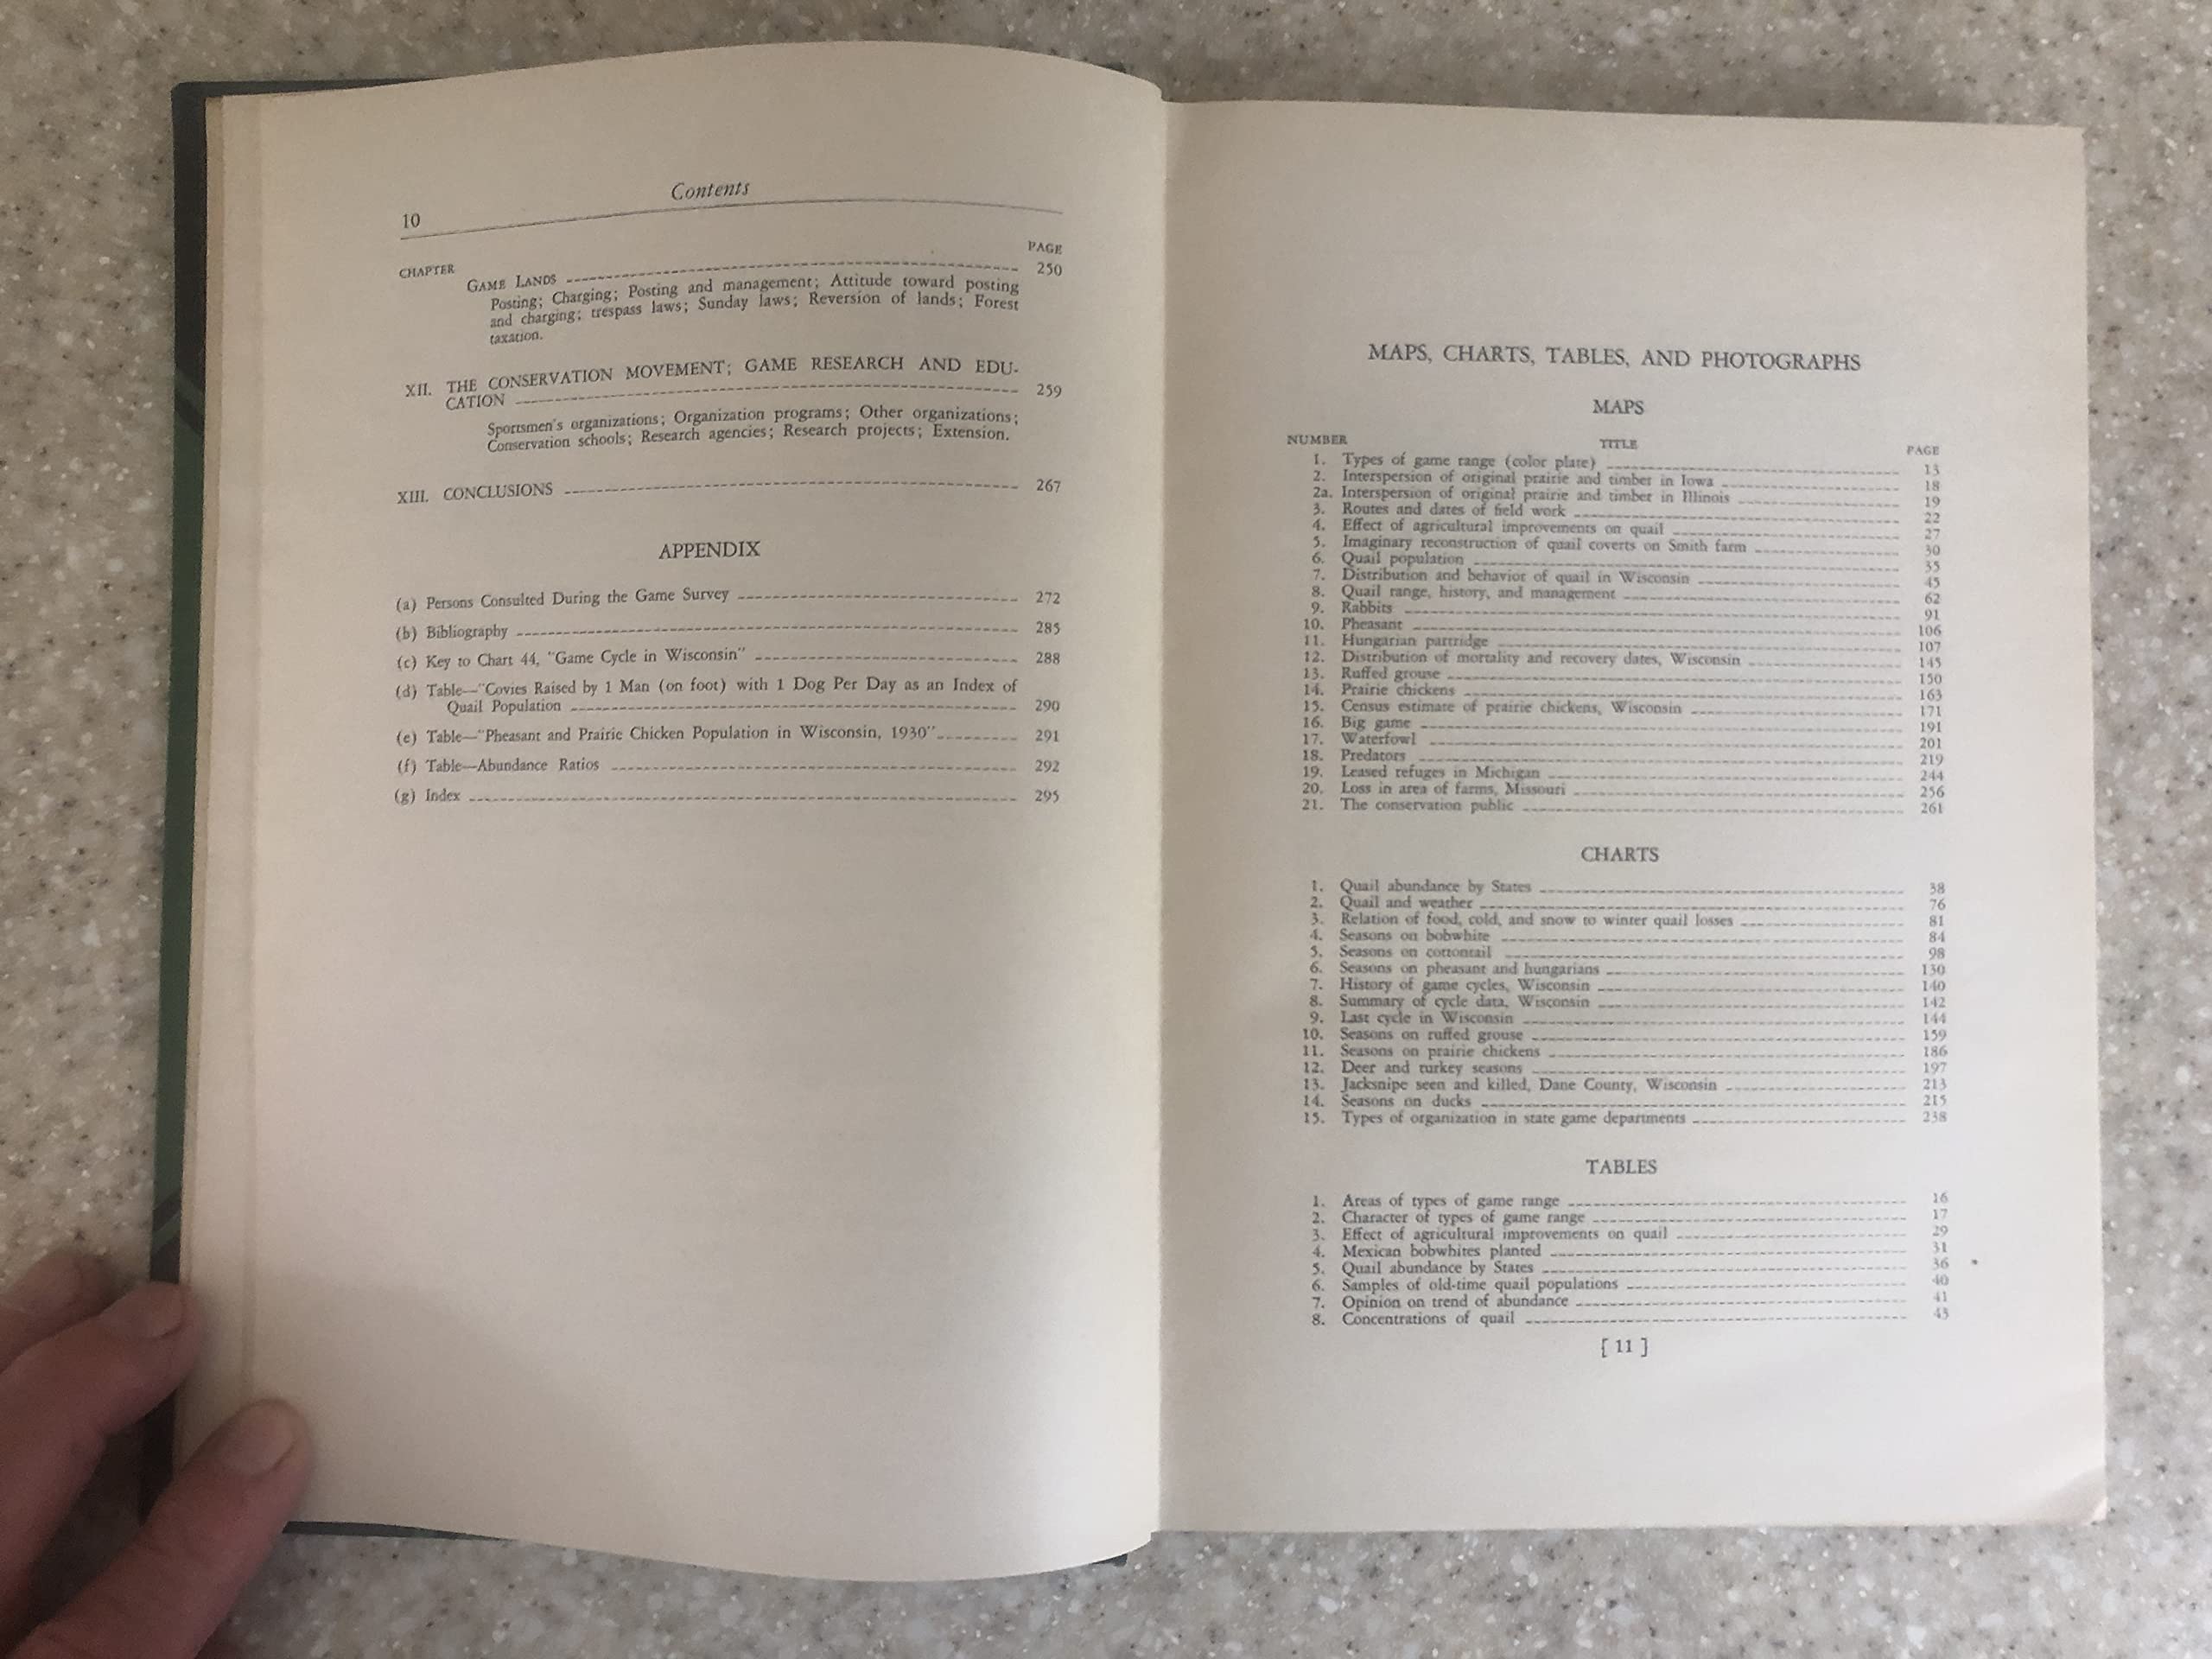 Contents
10
CHAPTER PAGE
GAME LANDS 250
Posting; Charging; Posting and management; Attitude toward posting
and charging; trespass laws; Sunday laws; Reversion of lands; Forest
taxation.
XII. THE CONSERVATION MOVEMENT; GAME RESEARCH AND EDU-
CATION 259
Sportsmen's organizations; Organization programs; Other organizations;
Conservation schools; Research agencies; Research projects; Extension.
XIII. CONCLUSIONS 267
APPENDIX
(a) Persons Consulted During the Game Survey 272
(b) Bibliography 285
(c) Key to Chart 44, "Game Cycle in Wisconsin" 288
(d) Table—"Covies Raised by 1 Man (on foot) with 1 Dog Per Day as an Index of
Quail Population 290
(e) Table—"Pheasant and Prairie Chicken Population in Wisconsin, 1930" 291
(f) Table—Abundance Ratios 292
(g) Index 295
MAPS, CHARTS, TABLES, AND PHOTOGRAPHS
MAPS
NUMBER TITLE PAGE
1. Types of game range (color plate) 13
2. Interspersion of original prairie and timber in Iowa 18
2a. Interspersion of original prairie and timber in Illinois 19
3. Routes and dates of field work 22
4. Effect of agricultural improvements on quail 27
5. Imaginary reconstruction of quail coverts on Smith farm 30
6. Quail population 35
7. Distribution and behavior of quail in Wisconsin 45
8. Quail range, history, and management 62
9. Rabbits 91
10. Pheasant 106
11. Hungarian partridge 107
12. Distribution of mortality and recovery dates, Wisconsin 145
13. Ruffed grouse 150
14. Prairie chickens 163
15. Census estimate of prairie chickens, Wisconsin 171
16. Big game 191
17. Waterfowl 201
18. Predators 219
19. Leased refuges in Michigan 244
20. Loss in area of farms, Missouri 256
21. The conservation public 261
CHARTS
1. Quail abundance by States 38
2. Quail and weather 76
3. Relation of food, cold, and snow to winter quail losses 81
4. Seasons on bobwhite 84
5. Seasons on cottontail 98
6. Seasons on pheasant and hungarians 130
7. History of game cycles, Wisconsin 140
8. Summary of cycle data, Wisconsin 142
9. Last cycle in Wisconsin 144
10. Seasons on ruffed grouse 159
11. Seasons on prairie chickens 186
12. Deer and turkey seasons 197
13. Jacksnipe seen and killed, Dane County, Wisconsin 213
14. Seasons on ducks 215
15. Types of organization in state game departments 238
TABLES
1. Areas of types of game range 16
2. Character of types of game range 17
3. Effect of agricultural improvements on quail 29
4. Mexican bobwhites planted 31
5. Quail abundance by States 36
6. Samples of old-time quail populations 40
7. Opinion on trend of abundance 41
8. Concentrations of quail 43
[ 11 ]